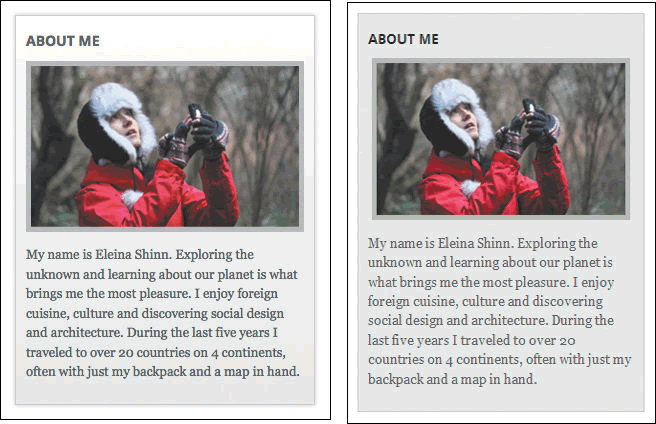 ABOUT ME
My name is Eleina Shinn. Exploring the
unknown and learning about our planet is what
brings me the most pleasure. I enjoy foreign
cuisine, culture and discovering social design
and architecture. During the last five years I
traveled to over 20 countries on 4 continents,
often with just my backpack and a map in hand.
ABOUT ME
My name is Eleina Shinn. Exploring the
unknown and learning about our planet is
what brings me the most pleasure. I enjoy
foreign cuisine, culture and discovering
social design and architecture. During the
last five years I traveled to over 20
countries on 4 continents, often with just my
backpack and a map in hand.